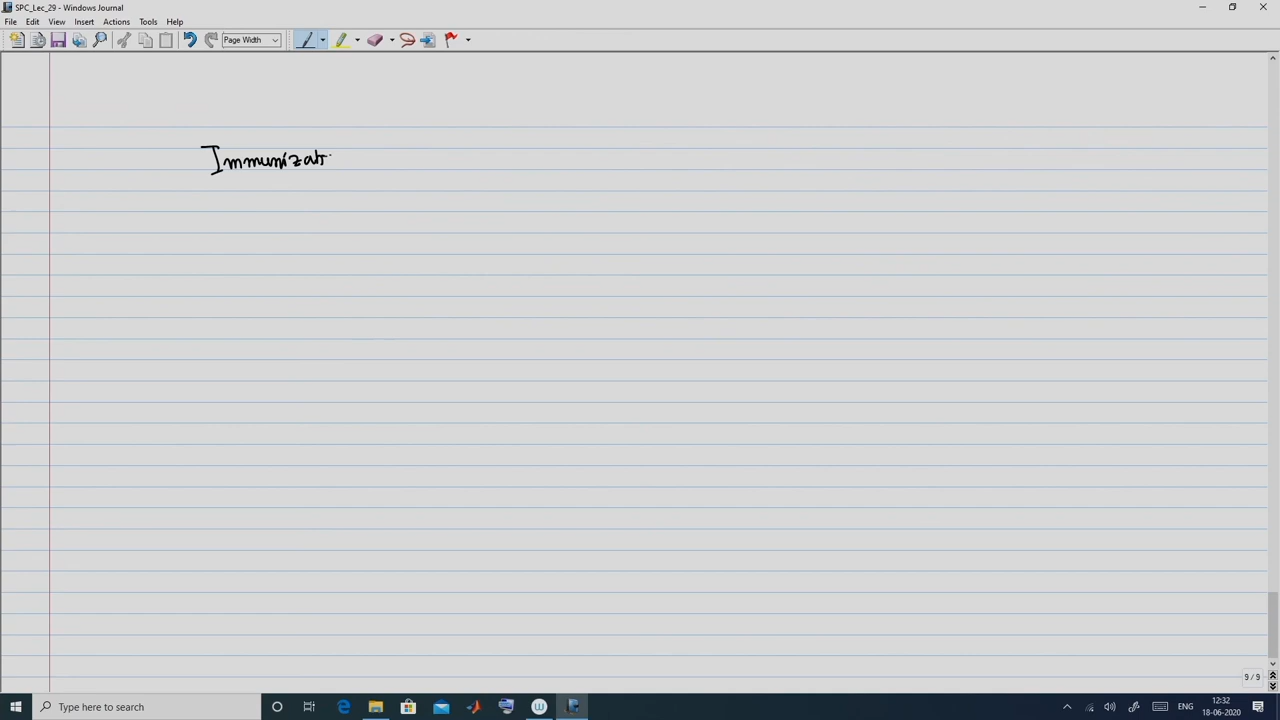 SPC_Lec_29 - Windows Journal
File Edit View Insert Actions Tools Help
Page Width
Immunizat
9 / 9
Type here to search
ENG
12:32
18-06-2020